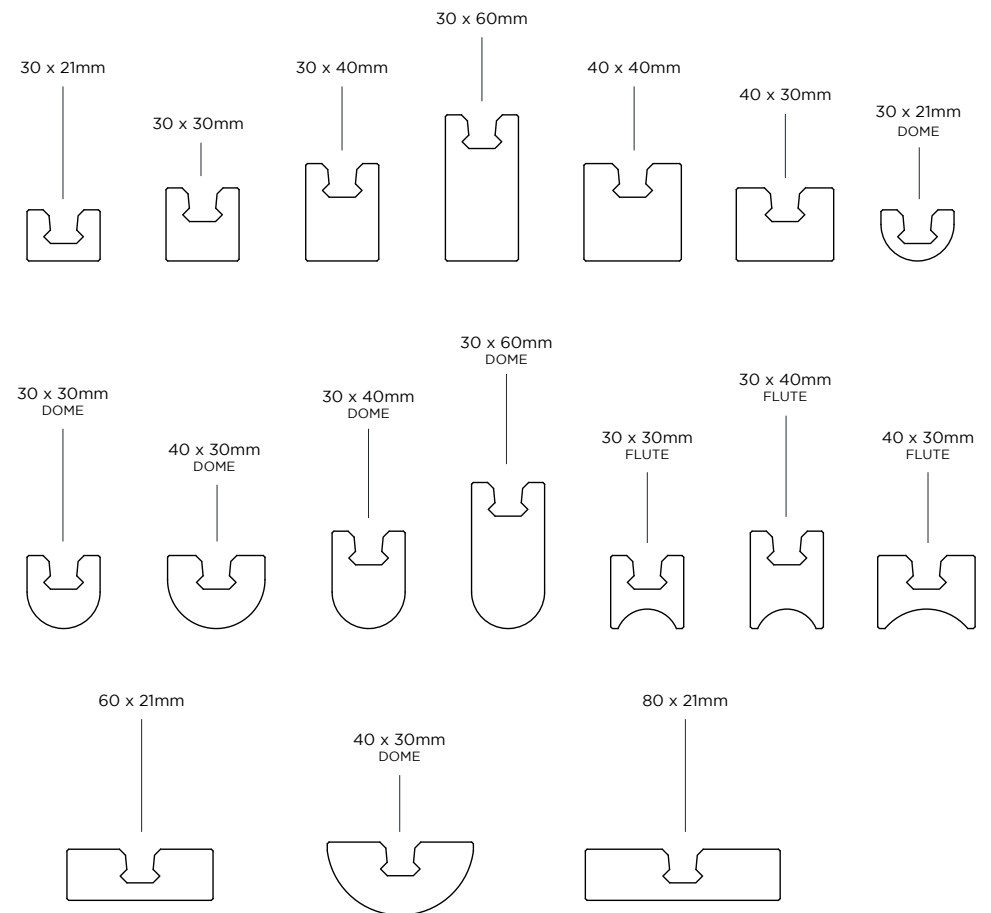 30 x 60mm
30 x 21mm
30 x 40mm
40 x 40mm
40 x 30mm
30 x 21mm
DOME
30 x 30mm
30 x 60mm
DOME
30 x 40mm
FLUTE
30 x 30mm
DOME
30 x 40mm
DOME
40 x 30mm
DOME
30 x 30mm
FLUTE
40 x 30mm
FLUTE
60 x 21mm
80 x 21mm
40 x 30mm
DOME